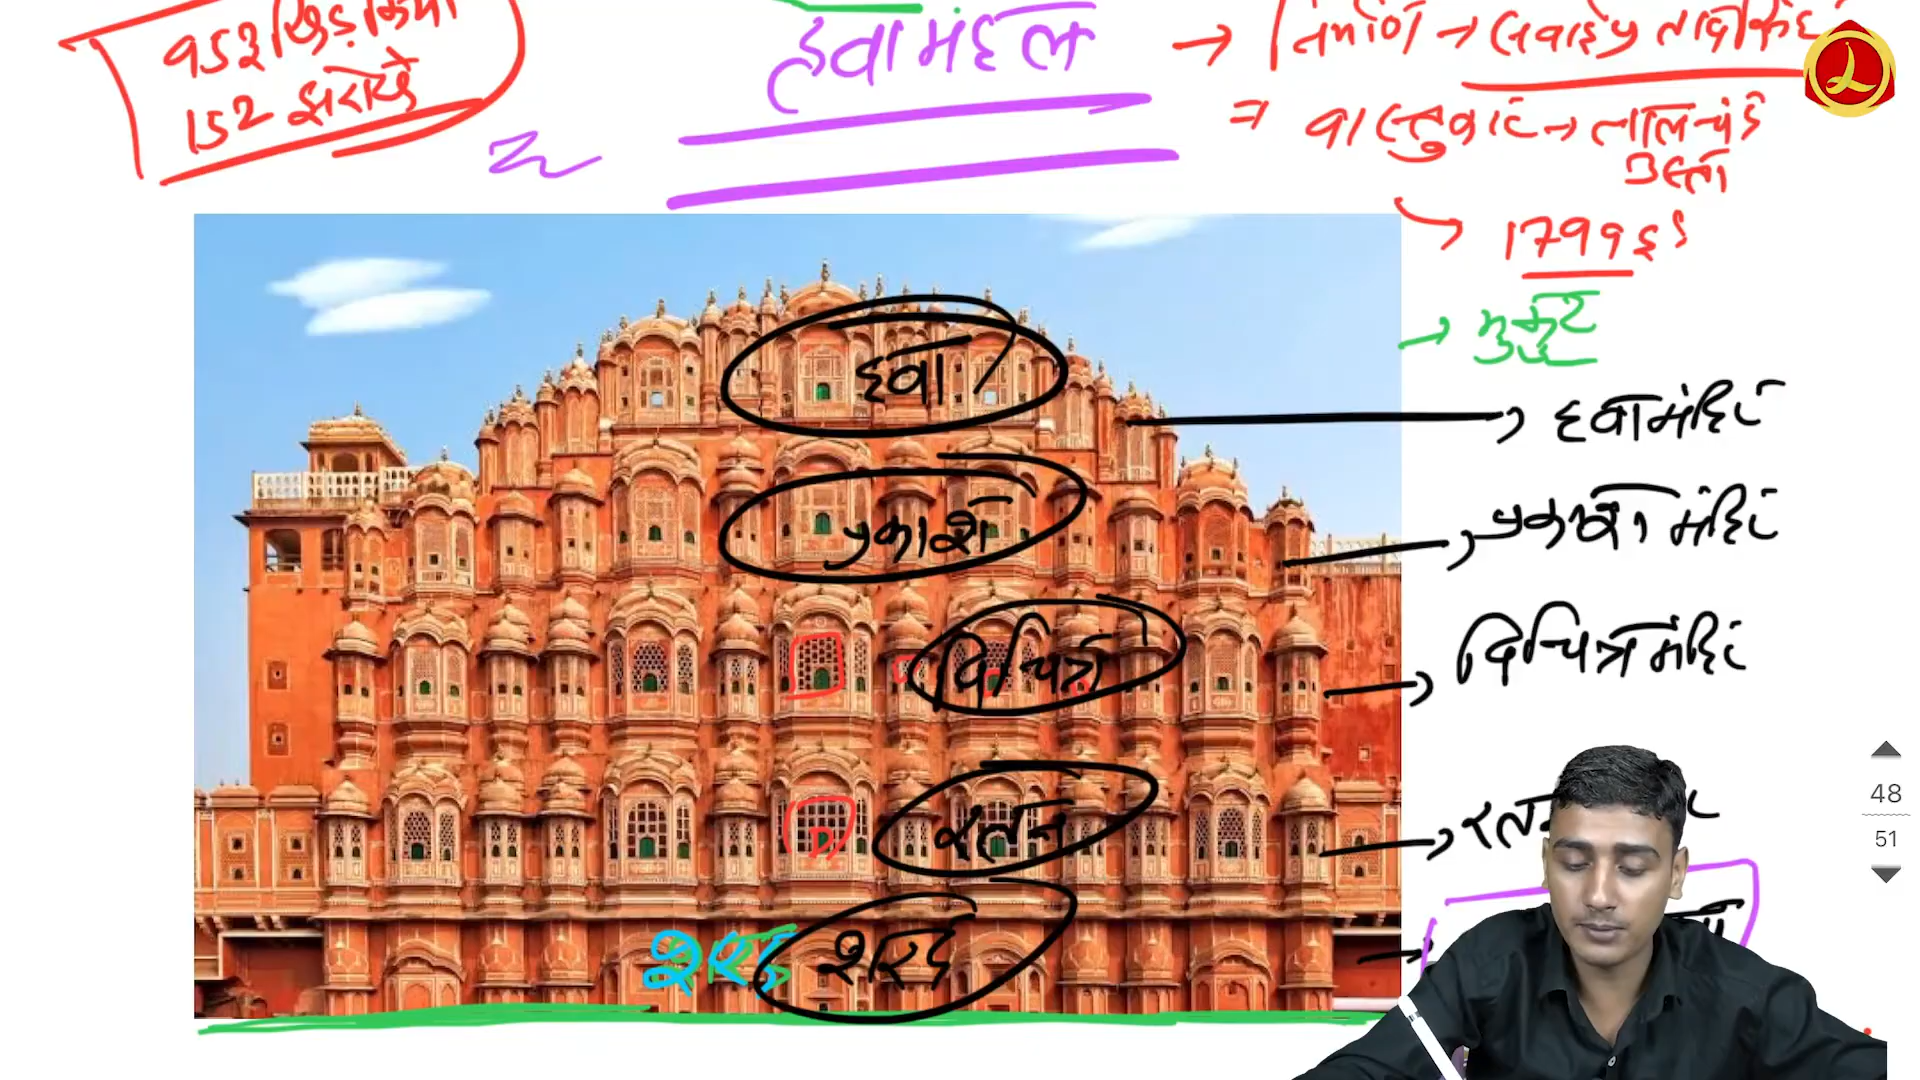 953 खिड़कियां
152 झरोखे
हवामहल
→ निर्माण → सवाई प्रतापसिंह
⇒ वास्तुकार → लालचंद
उस्ता
→ 1799 ई
→ मुकुट
हवा
→ हवा मंदिर
प्रकाश
→ प्रकाश मंदिर
विचित्र
→ विचित्र मंदिर
रतन
→ रतन
शरद शरद
48
51